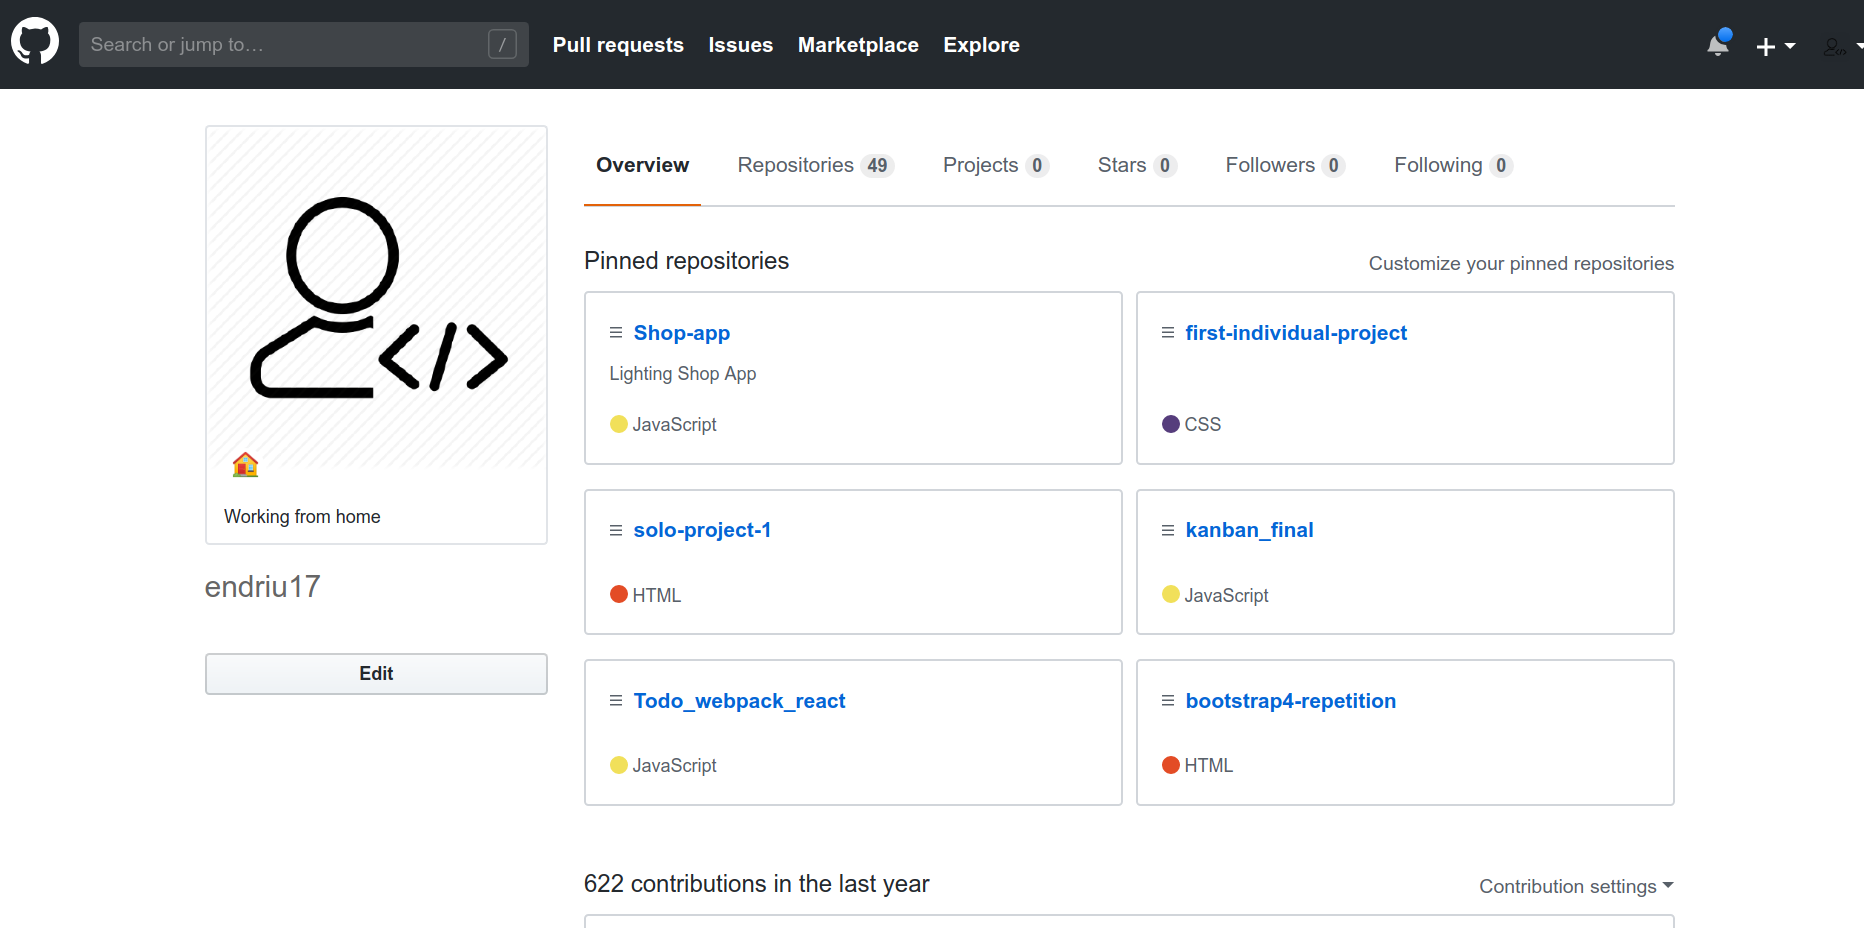 Search or jump to… /
Pull requests Issues Marketplace Explore
Overview Repositories 49 Projects 0 Stars 0 Followers 0 Following 0
</>
Working from home
endriu17
Edit
Pinned repositories
Customize your pinned repositories
Shop-app
Lighting Shop App
JavaScript
first-individual-project
CSS
solo-project-1
HTML
kanban_final
JavaScript
Todo_webpack_react
JavaScript
bootstrap4-repetition
HTML
622 contributions in the last year
Contribution settings